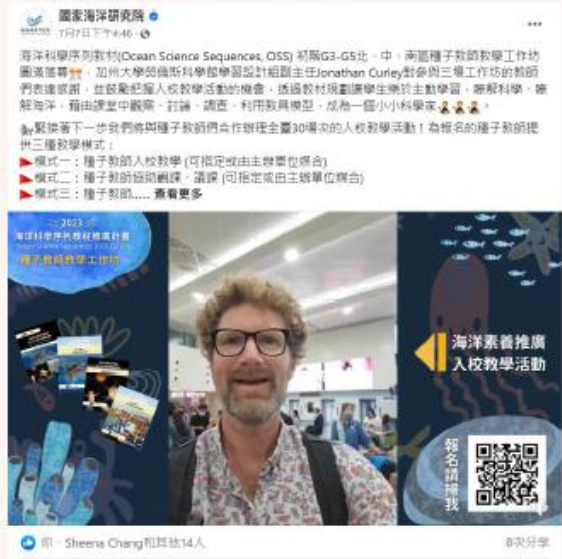 國家海洋研究院
7月7日下午4:46
海洋科學序列教材(Ocean Science Sequences, OSS) 初階G3-G5北、中、南區種子教師教學工作坊
圓滿落幕，加州大學勞倫斯科學館學習設計組副主任Jonathan Curley對參與三場工作坊的教師
們表達感謝，並鼓勵把握入校教學活動的機會，透過教材規劃讓學生樂於主動學習，瞭解科學、瞭
解海洋，藉由課堂中觀察、討論、調查、利用教具模型，成為一個小小科學家
緊接著下一步我們將與種子教師們合作辦理全臺30場次的入校教學活動！為報名的種子教師提
供三種教學模式：
模式一：種子教師入校教學 (可指定或由主辦單位媒合)
模式二：種子教師協助觀課、議課 (可指定或由主辦單位媒合)
模式三：種子教師...... 查看更多
2023
海洋科學序列教材推廣計畫
種子教師教學工作坊
海洋素養推廣
入校教學活動
報名請掃我
你、Sheena Chang和其他14人
8次分享